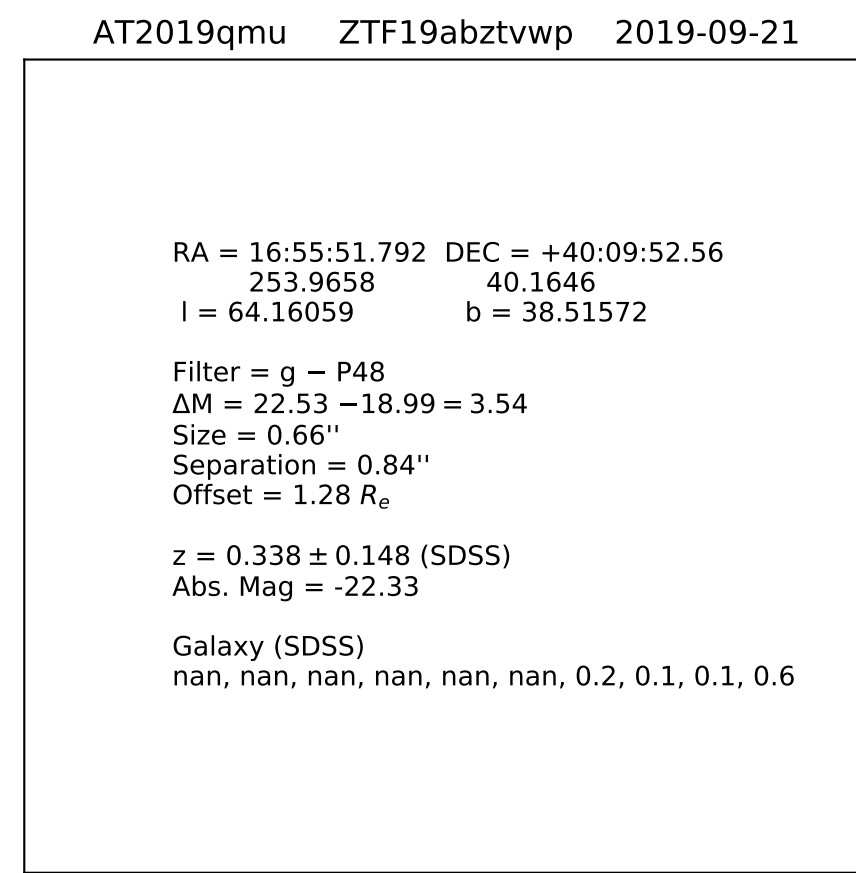 AT2019qmu ZTF19abztvwp 2019-09-21
RA = 16:55:51.792 DEC = +40:09:52.56
253.9658 40.1646
l = 64.16059 b = 38.51572
Filter = g − P48
ΔM = 22.53 −18.99 = 3.54
Size = 0.66''
Separation = 0.84''
Offset = 1.28 Re
z = 0.338 ± 0.148 (SDSS)
Abs. Mag = -22.33
Galaxy (SDSS)
nan, nan, nan, nan, nan, nan, 0.2, 0.1, 0.1, 0.6